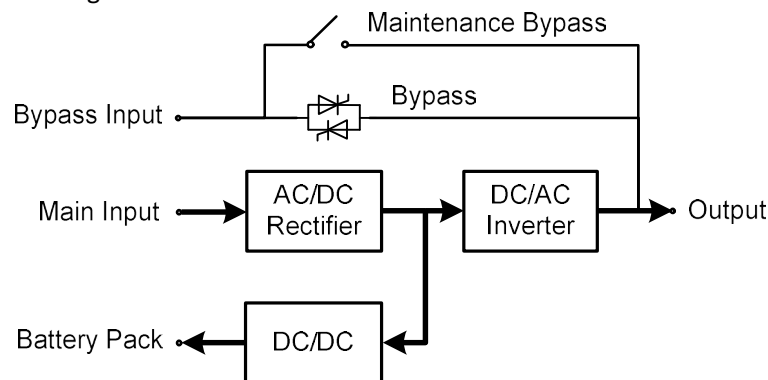 Maintenance Bypass
Bypass Input
Bypass
Main Input
AC/DC
Rectifier
DC/AC
Inverter
Output
Battery Pack
DC/DC